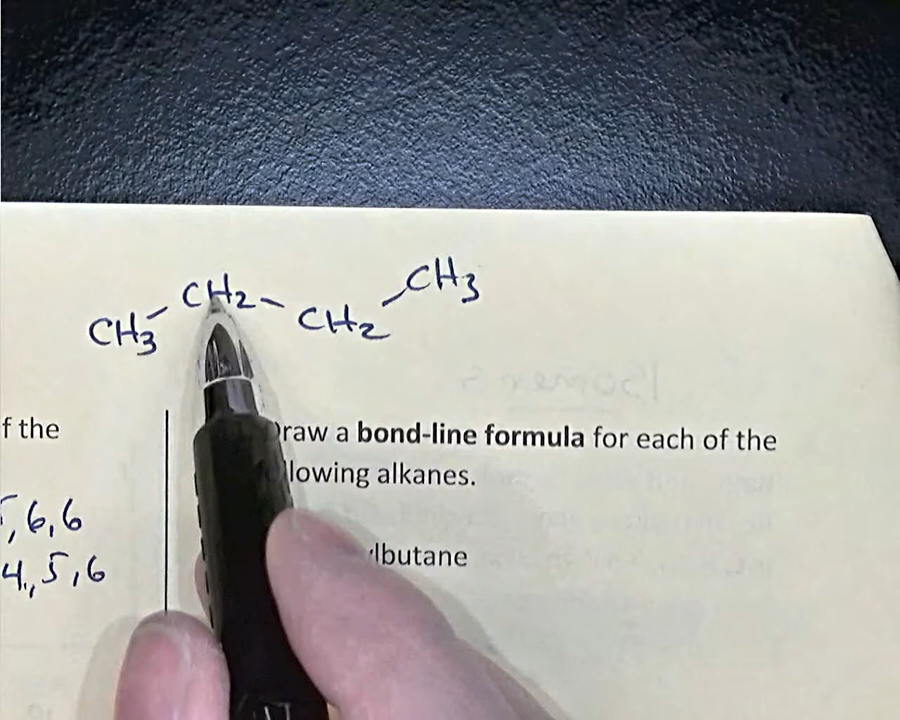 CH3 - CH2 - CH2 - CH3
f the
6,6
4,5,6
raw a bond-line formula for each of the
lowing alkanes.
lbutane